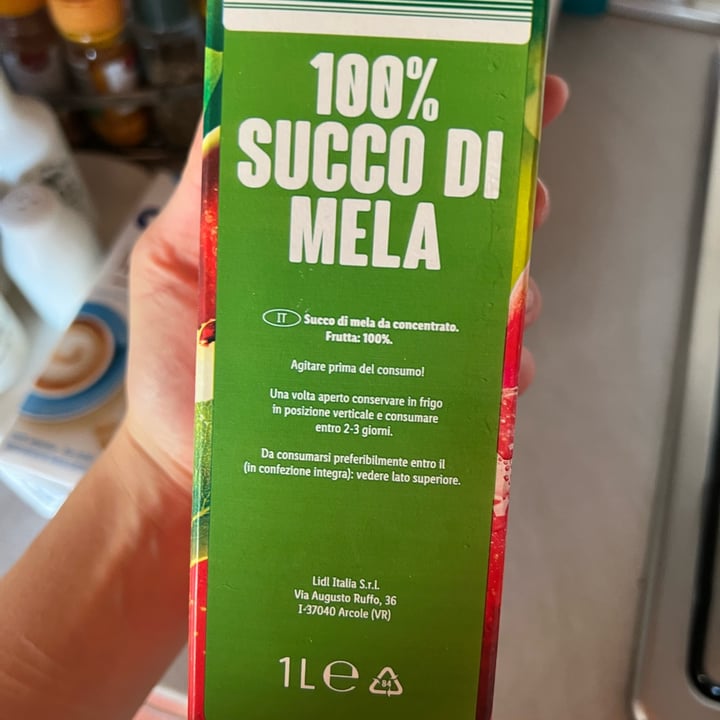 100%
SUCCO DI
MELA
IT Succo di mela da concentrato.
Frutta: 100%.
Agitare prima del consumo!
Una volta aperto conservare in frigo
in posizione verticale e consumare
entro 2-3 giorni.
Da consumarsi preferibilmente entro il
(in confezione integra): vedere lato superiore.
Lidl Italia S.r.l.
Via Augusto Ruffo, 36
I-37040 Arcole (VR)
1L e 84